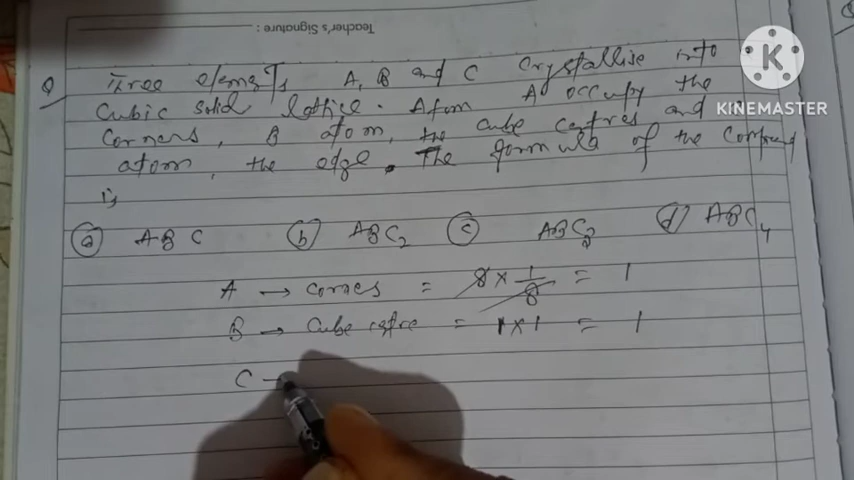 Teacher's Signature :
K
KINEMASTER
Q Three elements A, B and C Crystallise into
Cubic solid lattice. Atom A occupy the
Corners, B atom, the cube centres and
atom, the edge. The formula of the compound
is
(a) ABC (b) ABC2 (c) ABC3 (d) ABC4
A → corners = 8 × 1/8 = 1
B → Cube centre = 1 × 1 = 1
C →